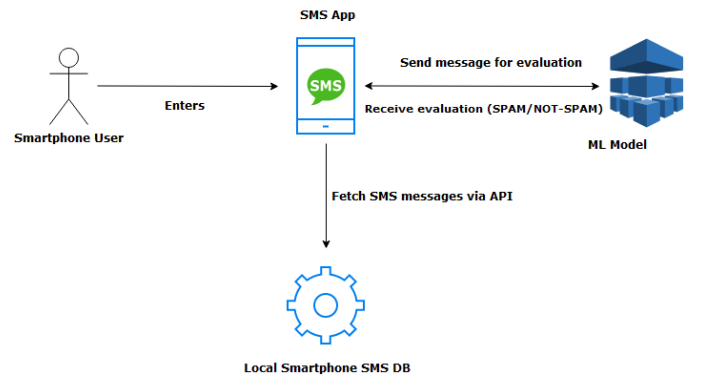 SMS App
Send message for evaluation
SMS
Enters
Receive evaluation (SPAM/NOT-SPAM)
Smartphone User
ML Model
Fetch SMS messages via API
Local Smartphone SMS DB